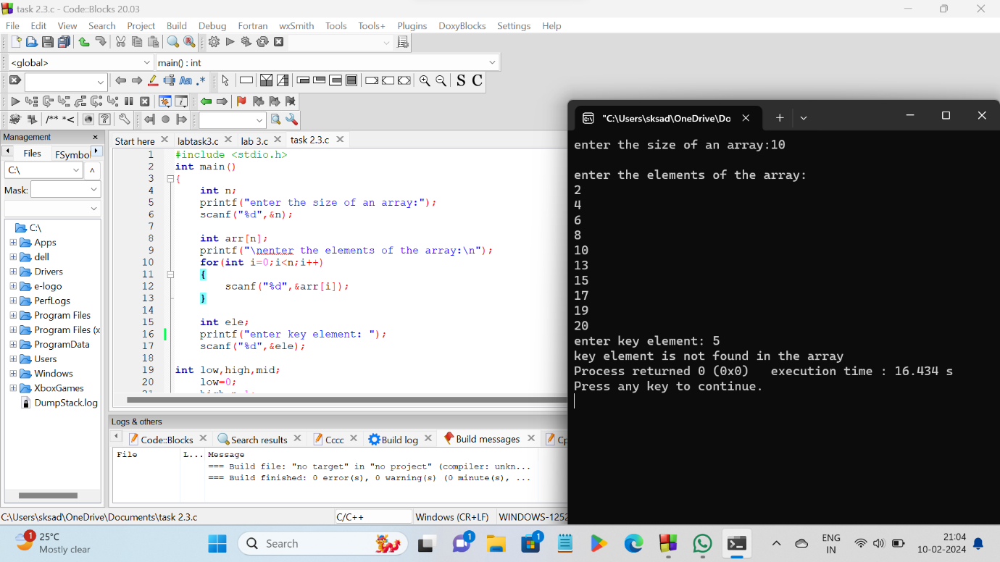 task 2.3.c - Code::Blocks 20.03
File Edit View Search Project Build Debug Fortran wxSmith Tools Tools+ Plugins DoxyBlocks Settings Help
<global>
main() : int
S C
/** *<
Management
Files FSymbol
C:\
Mask:
C:\
Apps
dell
Drivers
e-logo
PerfLogs
Program Files
Program Files (x
ProgramData
Users
Windows
XboxGames
DumpStack.log
Start here labtask3.c lab 3.c task 2.3.c
1 #include <stdio.h>
2 int main()
3 {
4 int n;
5 printf("enter the size of an array:");
6 scanf("%d",&n);
7
8 int arr[n];
9 printf("\nenter the elements of the array:\n");
10 for(int i=0;i<n;i++)
11 {
12 scanf("%d",&arr[i]);
13 }
14
15 int ele;
16 printf("enter key element: ");
17 scanf("%d",&ele);
18
19 int low,high,mid;
20 low=0;
Logs & others
Code::Blocks Search results Cccc Build log Build messages Cp
File L... Message
=== Build file: "no target" in "no project" (compiler: unkn...
=== Build finished: 0 error(s), 0 warning(s) (0 minute(s), ...
C:\Users\sksad\OneDrive\Documents\task 2.3.c C/C++ Windows (CR+LF) WINDOWS-1252
"C:\Users\sksad\OneDrive\Do
enter the size of an array:10
enter the elements of the array:
2
4
6
8
10
13
15
17
19
20
enter key element: 5
key element is not found in the array
Process returned 0 (0x0) execution time : 16.434 s
Press any key to continue.
1
25°C
Mostly clear
Search
1
1
ENG
IN
21:04
10-02-2024